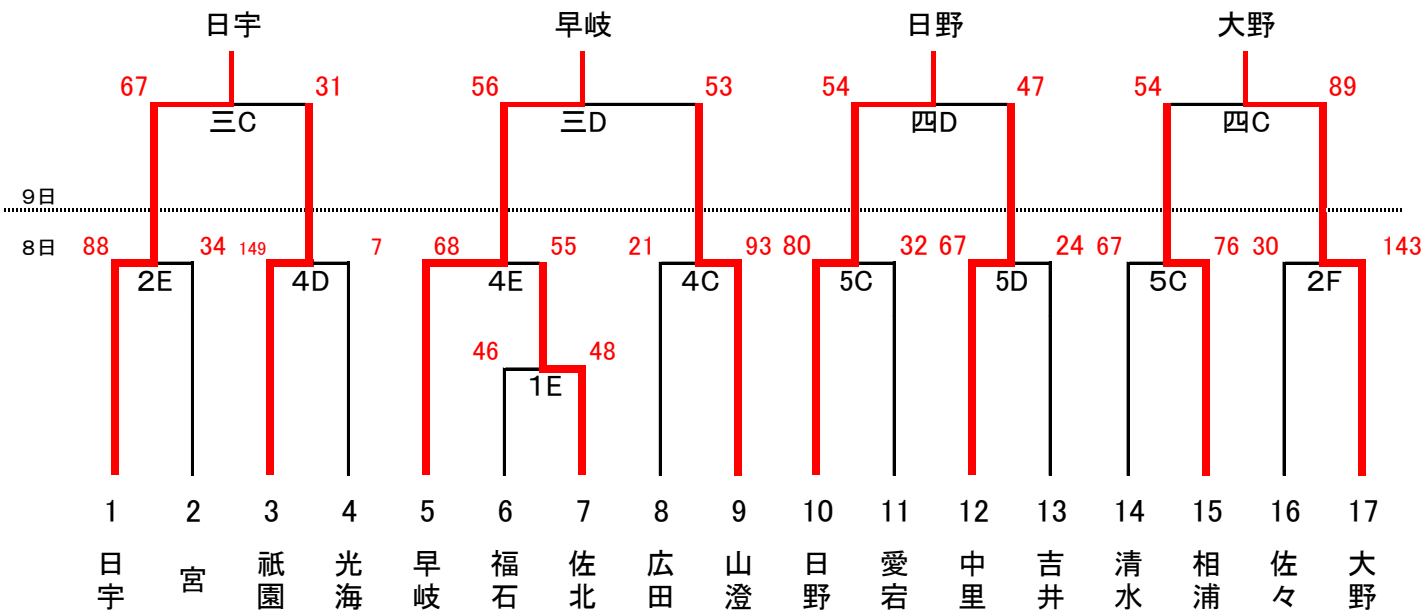 日宇 早岐 日野 大野
67 31 56 53 54 47 54 89
三C 三D 四D 四C
９日
８日 88 34 149 7 68 55 21 93 80 32 67 24 67 76 30 143
２E ４D ４E ４C 5C 5D ５C ２F
46 48
１E
1 2 3 4 5 6 7 8 9 10 11 12 13 14 15 16 17
日宇 宮 祇園 光海 早岐 福石 佐北 広田 山澄 日野 愛宕 中里 吉井 清水 相浦 佐々 大野